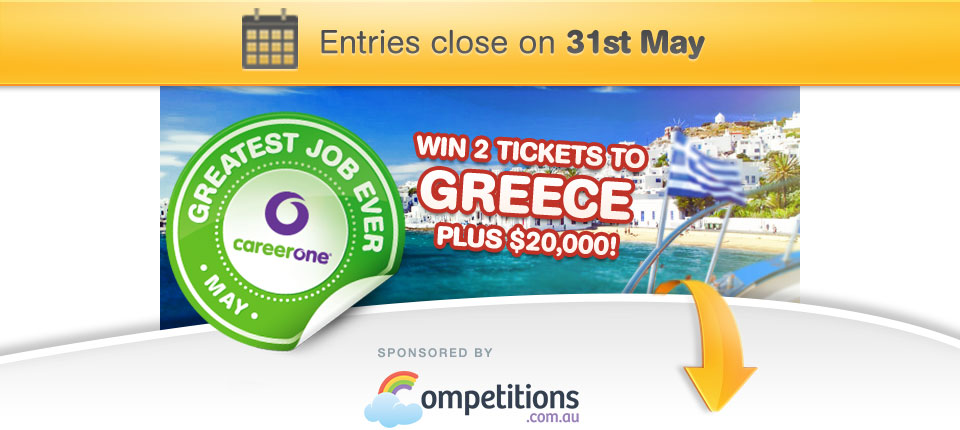 Entries close on 31st May
GREATEST JOB EVER
careerone®
• MAY •
WIN 2 TICKETS TO
GREECE
PLUS $20,000!
SPONSORED BY
Competitions
.com.au